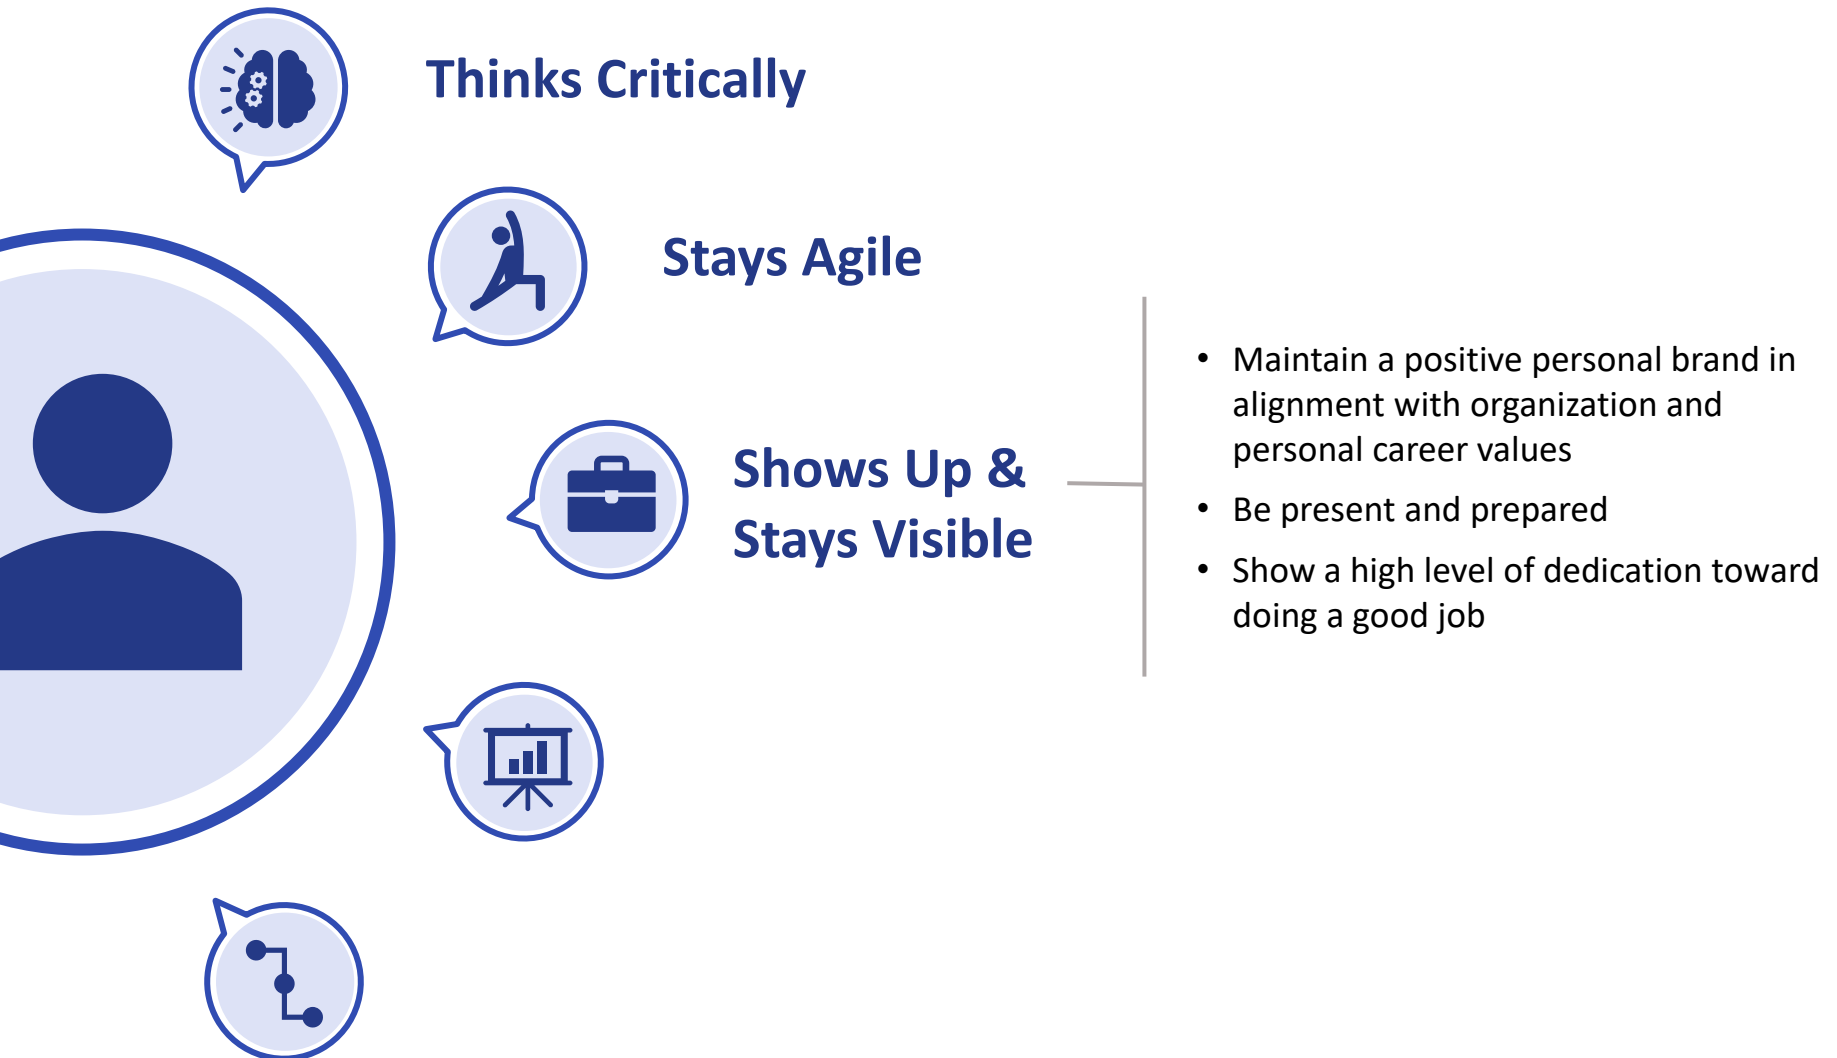 Thinks Critically
Stays Agile
Shows Up &
Stays Visible
• Maintain a positive personal brand in
alignment with organization and
personal career values
• Be present and prepared
• Show a high level of dedication toward
doing a good job